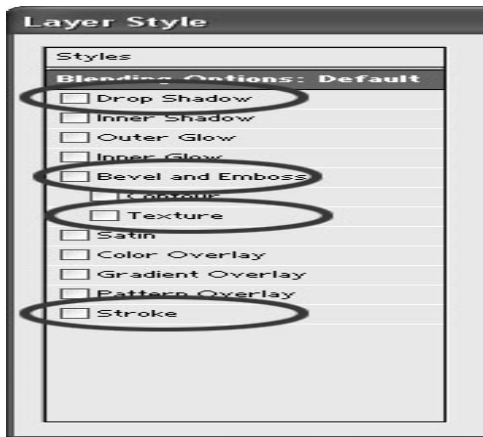 Layer Style
Styles
Blending Options: Default
Drop Shadow
Inner Shadow
Outer Glow
Inner Glow
Bevel and Emboss
Contour
Texture
Satin
Color Overlay
Gradient Overlay
Pattern Overlay
Stroke